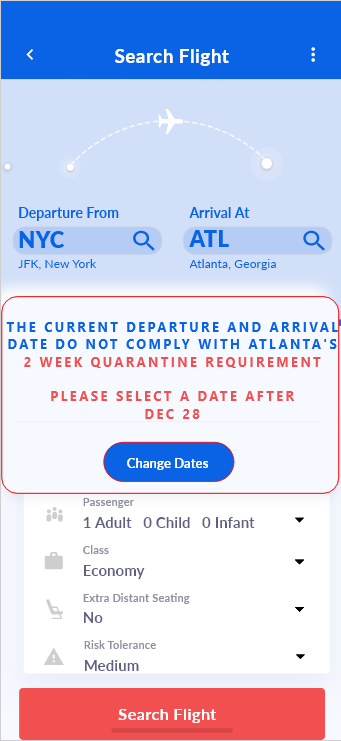 Search Flight
Departure From
Arrival At
NYC
ATL
JFK, New York
Atlanta, Georgia
THE CURRENT DEPARTURE AND ARRIVAL
DATE DO NOT COMPLY WITH ATLANTA'S
2 WEEK QUARANTINE REQUIREMENT
PLEASE SELECT A DATE AFTER
DEC 28
Change Dates
Passenger
1 Adult 0 Child 0 Infant
Class
Economy
Extra Distant Seating
No
Risk Tolerance
Medium
Search Flight